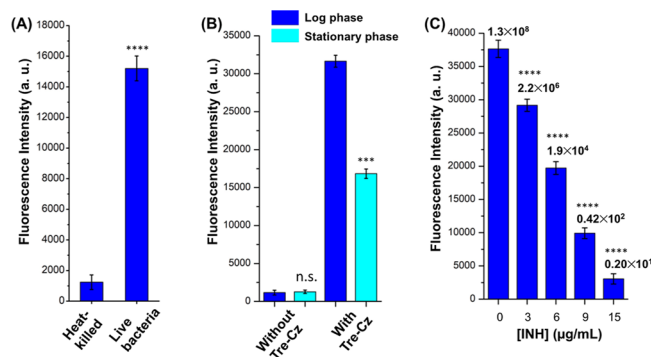 (A)
Fluorescence Intensity (a. u.)
16000
14000
12000
10000
8000
6000
4000
2000
0
****
Heat-
killed
Live
bacteria
(B)
Log phase
Stationary phase
Fluorescence Intensity (a. u.)
35000
30000
25000
20000
15000
10000
5000
0
n.s.
***
Without
Tre-Cz
With
Tre-Cz
(C)
Fluorescence Intensity (a. u.)
40000
35000
30000
25000
20000
15000
10000
5000
0
1.3×10⁸
****
2.2×10⁶
****
1.9×10⁴
****
0.42×10²
****
0.20×10¹
0 3 6 9 15
[INH] (µg/mL)